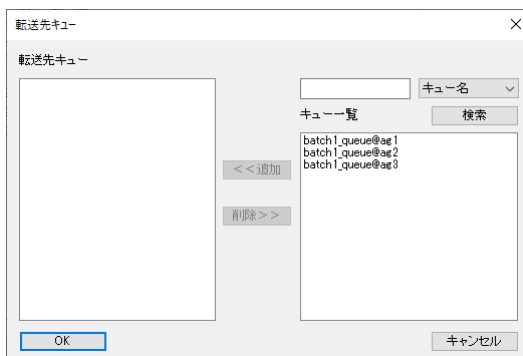 転送先キュー
転送先キュー
キュー名
キュー一覧
検索
batch1_queue@ag1
batch1_queue@ag2
batch1_queue@ag3
<<追加
削除>>
OK
キャンセル